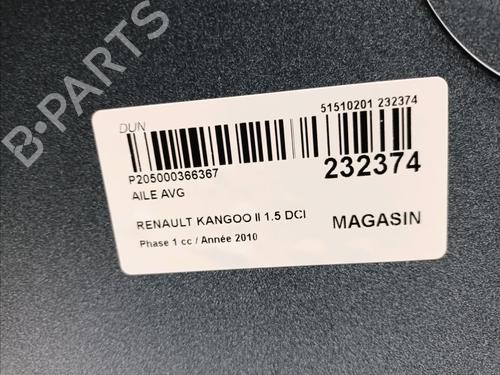 B-PARTS
DUN
51510201 232374
P205000366367
232374
AILE AVG
RENAULT KANGOO II 1.5 DCI
MAGASIN
Phase 1 cc / Année 2010